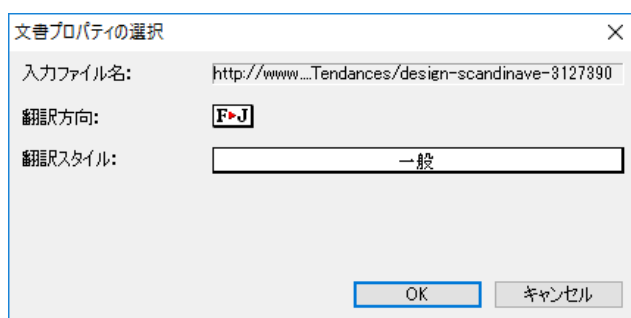 文書プロパティの選択
入力ファイル名: http://www....Tendances/design-scandinave-3127390
翻訳方向: F▸J
翻訳スタイル: 一般
OK キャンセル